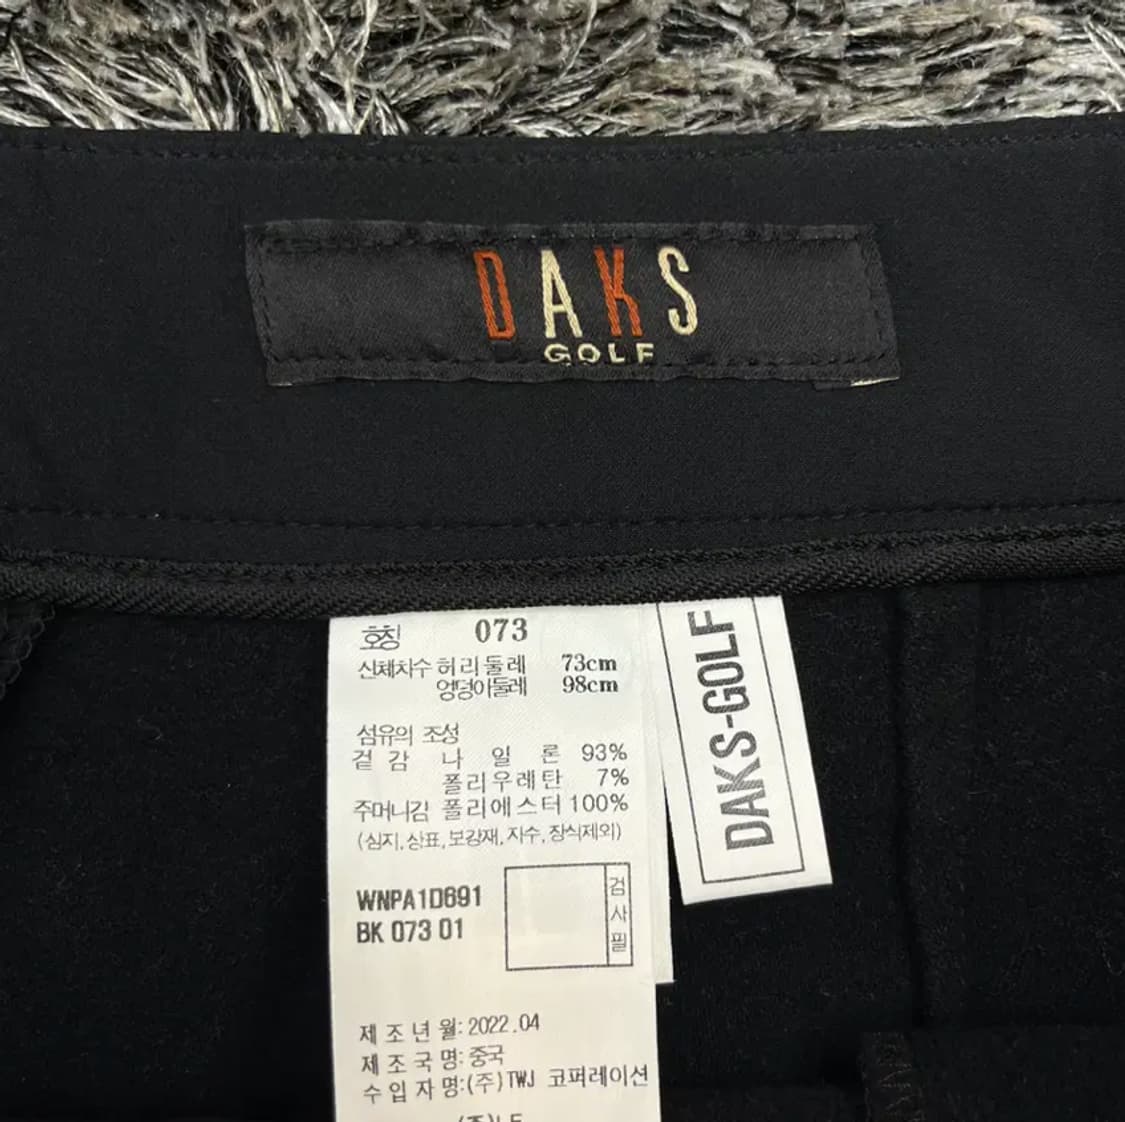 DAKS
GOLF
호칭 073
신체치수 허리둘레 73cm
엉덩이둘레 98cm
섬유의 조성
겉감 나일론 93%
폴리우레탄 7%
주머니감 폴리에스터 100%
(심지,상표,보강재,자수,장식제외)
WNPA1D691
BK 073 01
검사필
제조년월: 2022.04
제조국명: 중국
수입자명:(주)TWJ 코퍼레이션
(주)LF
DAKS-GOLF